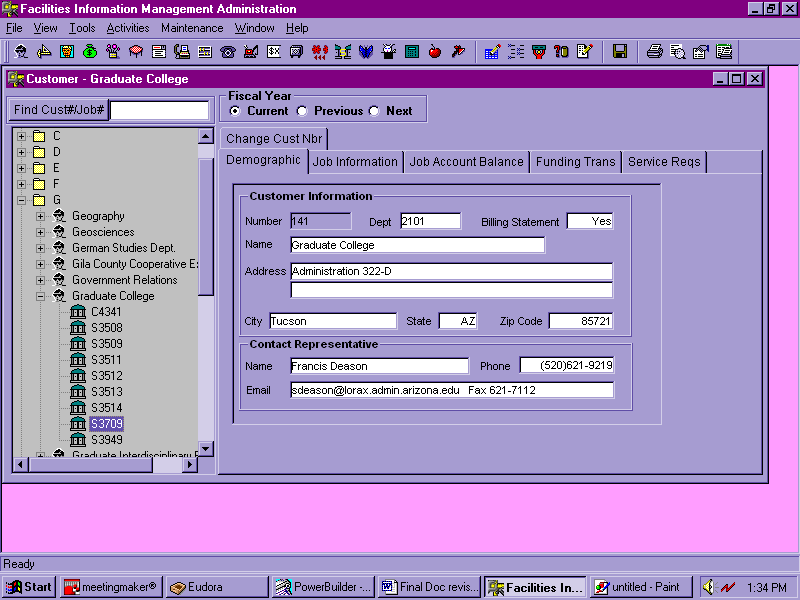 Facilities Information Management Administration
File View Tools Activities Maintenance Window Help
Customer - Graduate College
Find Cust#/Job#
Fiscal Year
Current Previous Next
C
D
E
F
G
Geography
Geosciences
German Studies Dept.
Gila County Cooperative E
Government Relations
Graduate College
C4341
S3508
S3509
S3511
S3512
S3513
S3514
S3709
S3949
Graduate Interdisciplinary
Change Cust Nbr
Demographic Job Information Job Account Balance Funding Trans Service Reqs
Customer Information
Number 141 Dept 2101 Billing Statement Yes
Name Graduate College
Address Administration 322-D
City Tucson State AZ Zip Code 85721
Contact Representative
Name Francis Deason Phone (520)621-9219
Email sdeason@lorax.admin.arizona.edu Fax 621-7112
Ready
Start meetingmaker® Eudora PowerBuilder -... Final Doc revis... Facilities In... untitled - Paint 1:34 PM